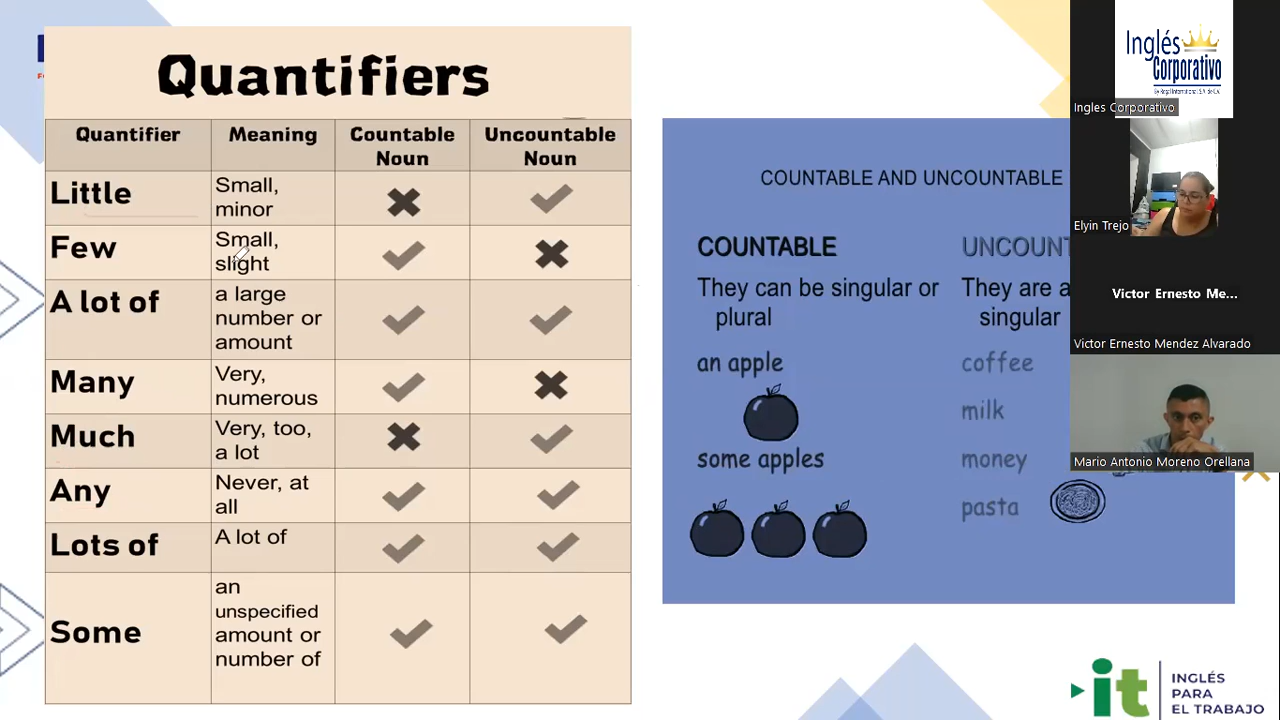 Quantifiers
Quantifier Meaning Countable Noun Uncountable Noun
Little Small, minor
Few Small, slight
A lot of a large number or amount
Many Very, numerous
Much Very, too, a lot
Any Never, at all
Lots of A lot of
Some an unspecified amount or number of
COUNTABLE AND UNCOUNTABLE
COUNTABLE
They can be singular or
plural
an apple
some apples
They are a
singular
coffee
milk
money
pasta
Inglés
Corporativo
Ingles Corporativo
Elyin Trejo
Victor Ernesto Me...
Victor Ernesto Mendez Alvarado
Mario Antonio Moreno Orellana
it
INGLÉS
PARA
EL TRABAJO